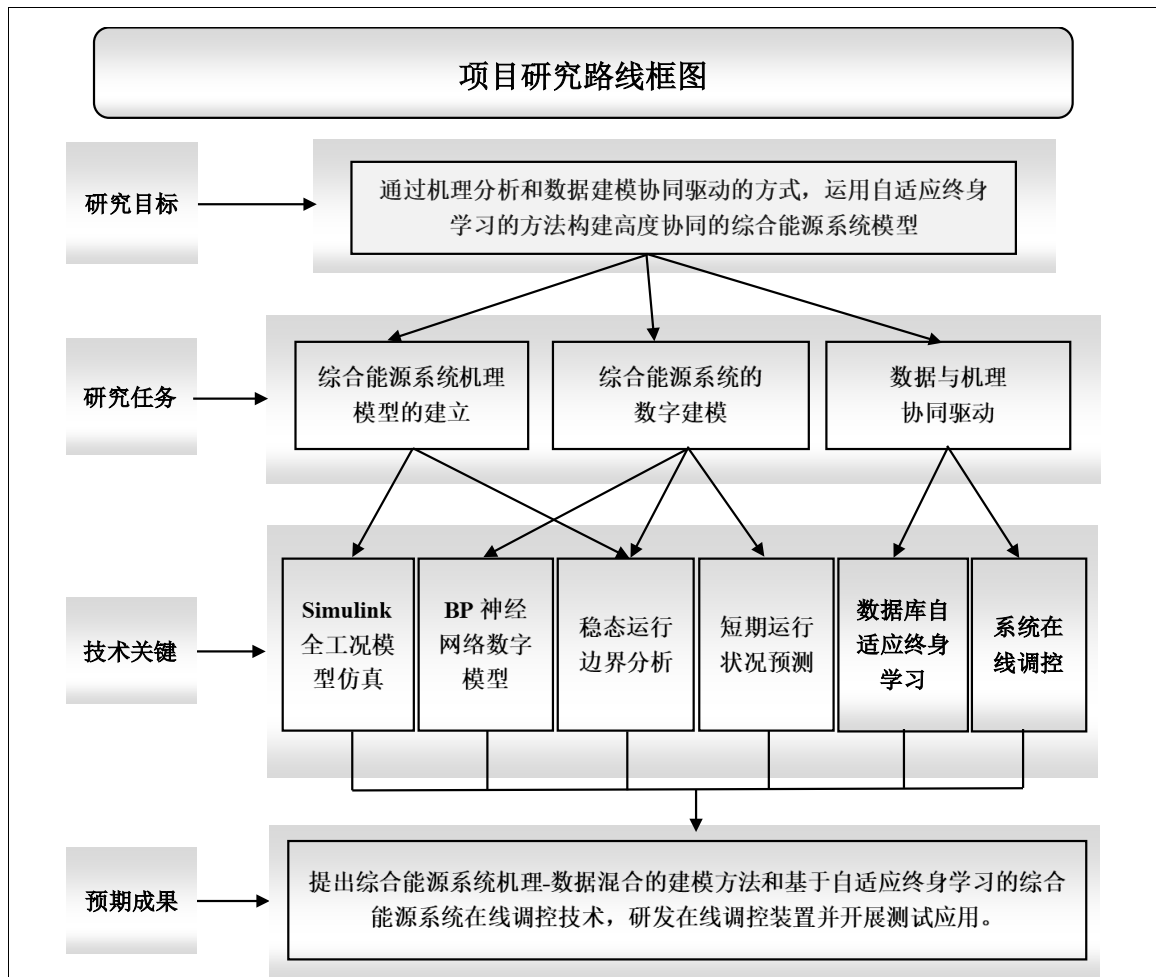 项目研究路线框图
研究目标
通过机理分析和数据建模协同驱动的方式，运用自适应终身
学习的方法构建高度协同的综合能源系统模型
研究任务
综合能源系统机理
模型的建立
综合能源系统的
数字建模
数据与机理
协同驱动
技术关键
Simulink
全工况模
型仿真
BP 神经
网络数字
模型
稳态运行
边界分析
短期运行
状况预测
数据库自
适应终身
学习
系统在
线调控
预期成果
提出综合能源系统机理-数据混合的建模方法和基于自适应终身学习的综合
能源系统在线调控技术，研发在线调控装置并开展测试应用。